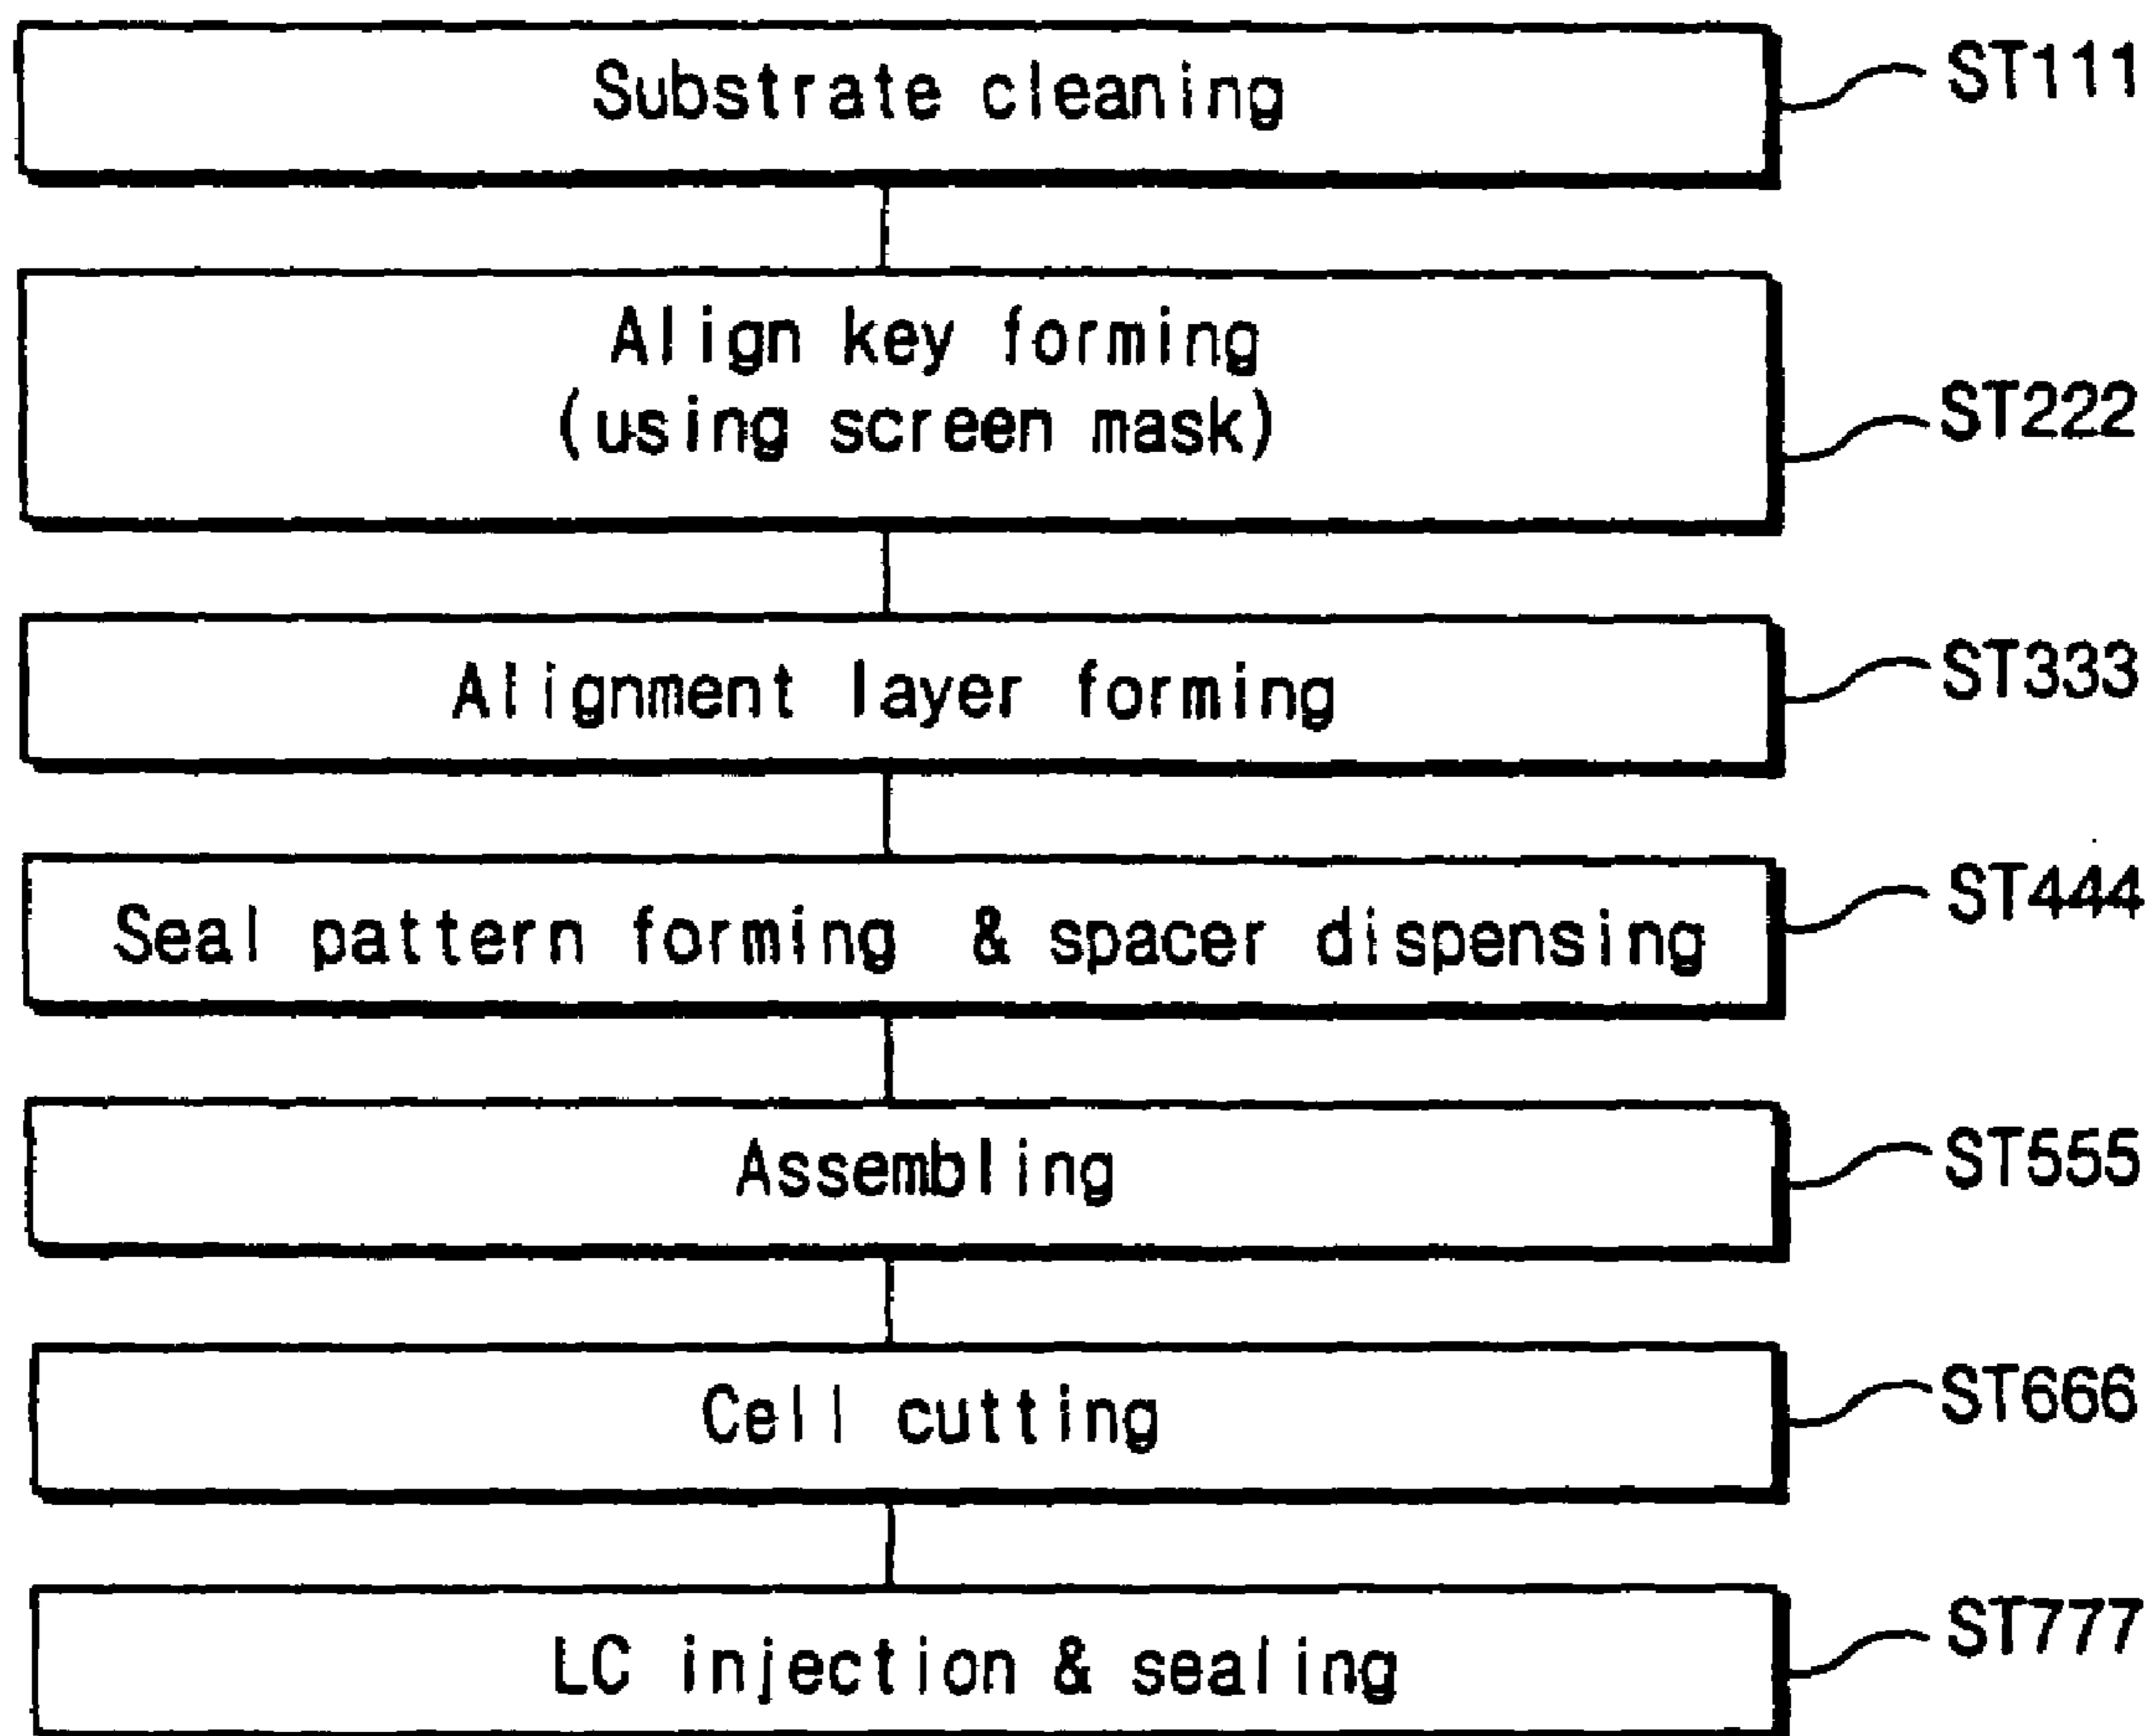 Substrate cleaning
ST111
Align key forming
(using screen mask)
ST222
Alignment layer forming
ST333
Seal pattern forming & spacer dispensing
ST444
Assembling
ST555
Cell cutting
ST666
LC injection & sealing
ST777